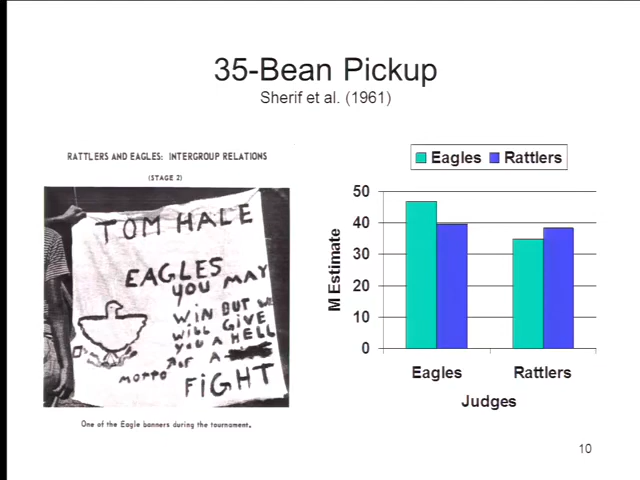 35-Bean Pickup
Sherif et al. (1961)
RATTLERS AND EAGLES: INTERGROUP RELATIONS
(STAGE 2)
TOM HALE
EAGLES
YOU MAY
WIN BUT WE
WILL GIVE
YOU A HELL
OF A
MOTTO
FIGHT
One of the Eagle banners during the tournament.
Eagles Rattlers
50
40
30
20
10
0
M Estimate
Eagles Rattlers
Judges
10